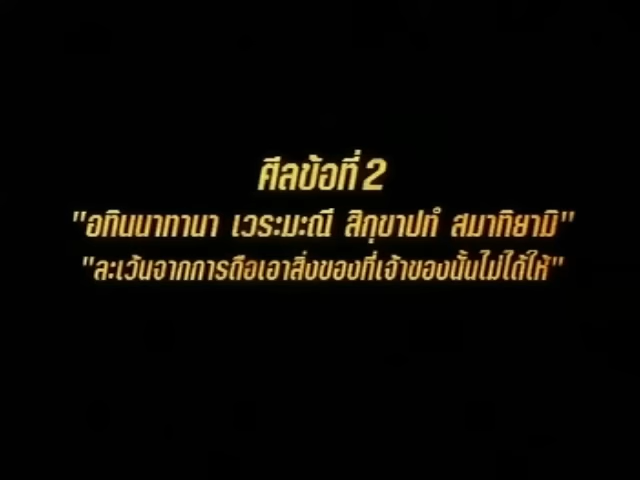 ศีลข้อที่ 2
"อทินนาทานา เวระมะณี สิกฺขาปทํ สมาทิยามิ"
"ละเว้นจากการถือเอาสิ่งของที่เจ้าของนั้นไม่ได้ให้"